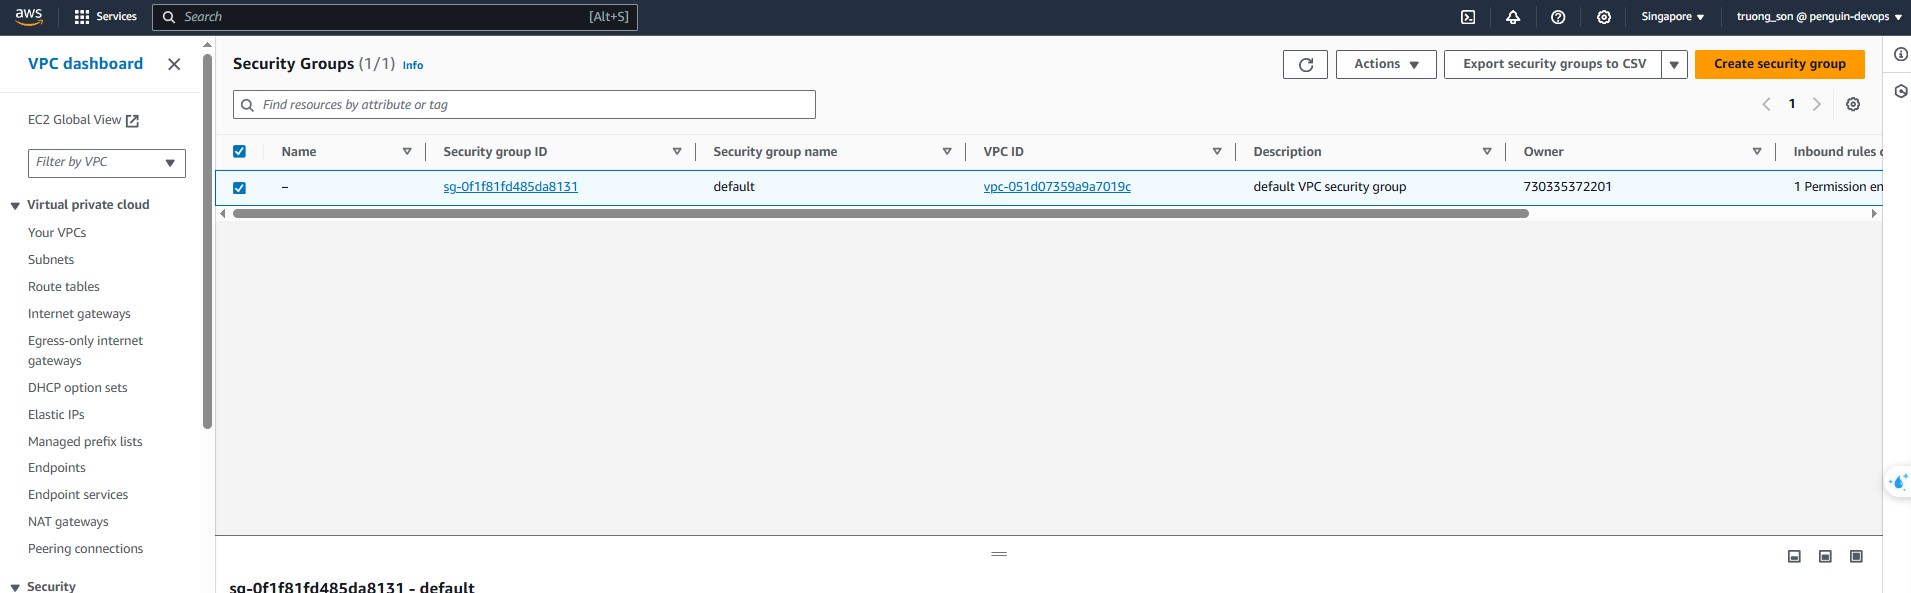 aws Services Search [Alt+S] Singapore truong_son @ penguin-devops
VPC dashboard
EC2 Global View
Filter by VPC
Virtual private cloud
Your VPCs
Subnets
Route tables
Internet gateways
Egress-only internet
gateways
DHCP option sets
Elastic IPs
Managed prefix lists
Endpoints
Endpoint services
NAT gateways
Peering connections
Security
Security Groups (1/1) Info
Actions
Export security groups to CSV
Create security group
Find resources by attribute or tag
1
Name Security group ID Security group name VPC ID Description Owner Inbound rules c
– sg-0f1f81fd485da8131 default vpc-051d07359a9a7019c default VPC security group 730335372201 1 Permission en
sg-0f1f81fd485da8131 - default